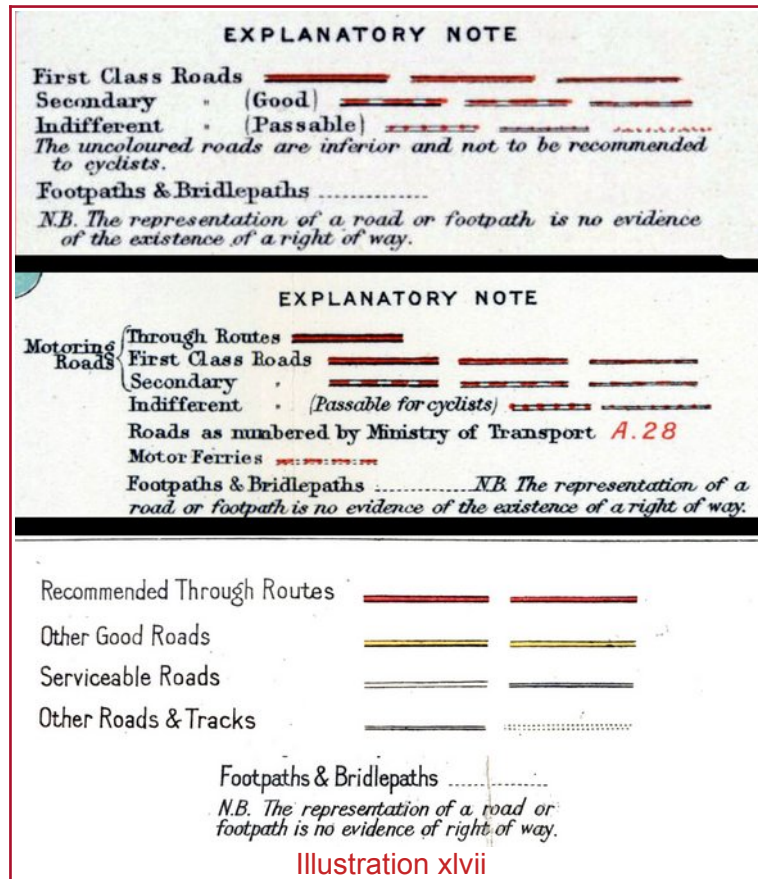 EXPLANATORY NOTE
First Class Roads
Secondary " (Good)
Indifferent " (Passable)
The uncoloured roads are inferior and not to be recommended
to cyclists.
Footpaths & Bridlepaths ..............
N.B. The representation of a road or footpath is no evidence
of the existence of a right of way.
EXPLANATORY NOTE
Motoring Roads
Through Routes
First Class Roads
Secondary "
Indifferent " (Passable for cyclists)
Roads as numbered by Ministry of Transport A.28
Motor Ferries
Footpaths & Bridlepaths .............. N.B. The representation of a
road or footpath is no evidence of the existence of a right of way.
Recommended Through Routes
Other Good Roads
Serviceable Roads
Other Roads & Tracks
Footpaths & Bridlepaths ..............
N.B. The representation of a road or
footpath is no evidence of right of way.
Illustration xlvii